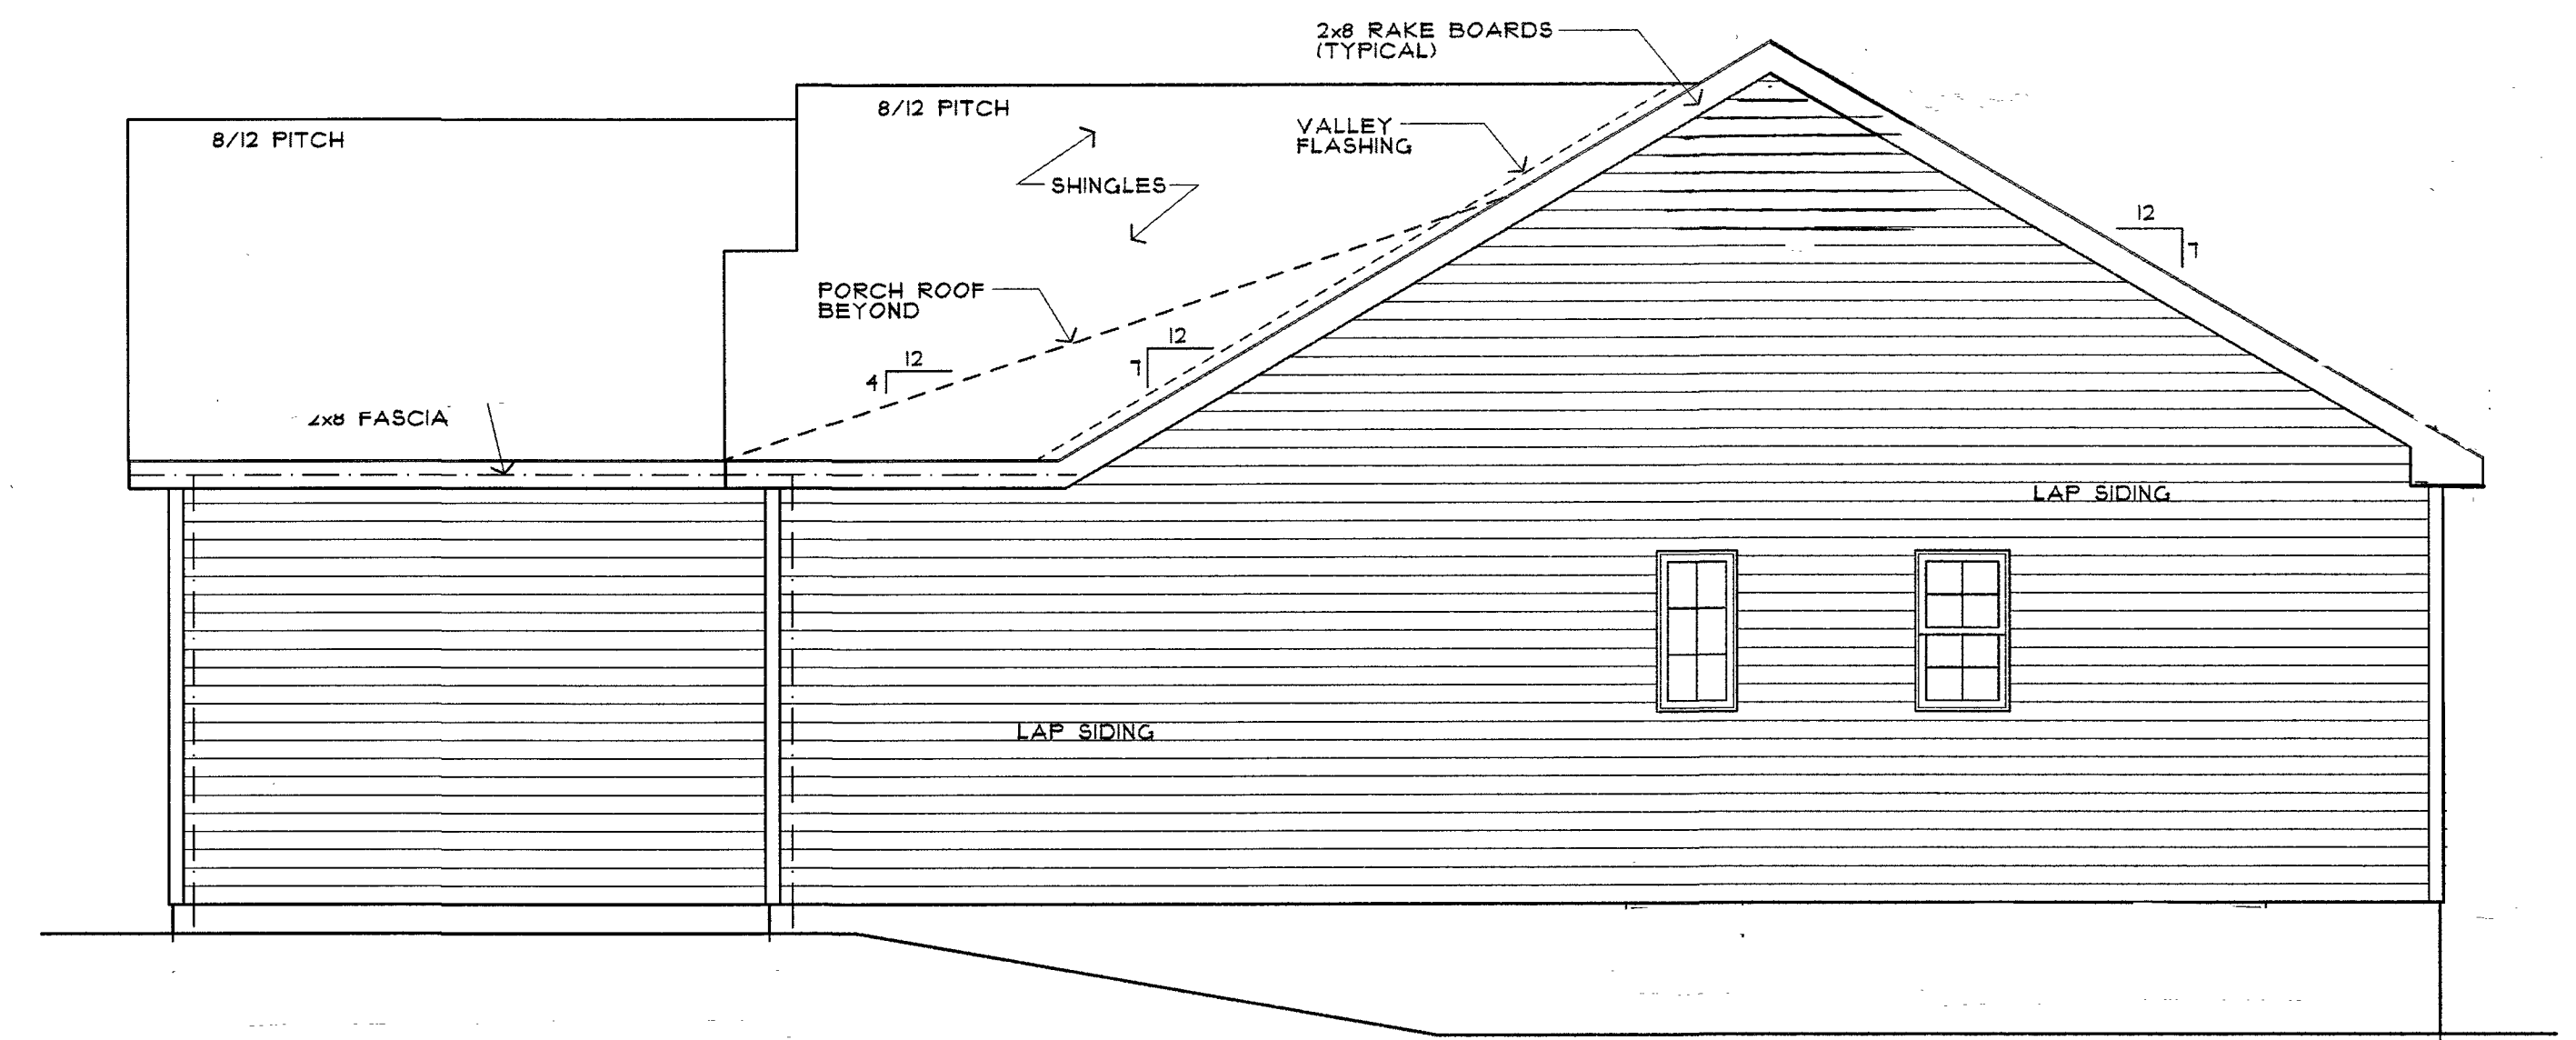 2x8 RAKE BOARDS
(TYPICAL)
8/12 PITCH
8/12 PITCH
VALLEY
FLASHING
SHINGLES
12
7
PORCH ROOF
BEYOND
12
7
12
4
2x8 FASCIA
LAP SIDING
LAP SIDING